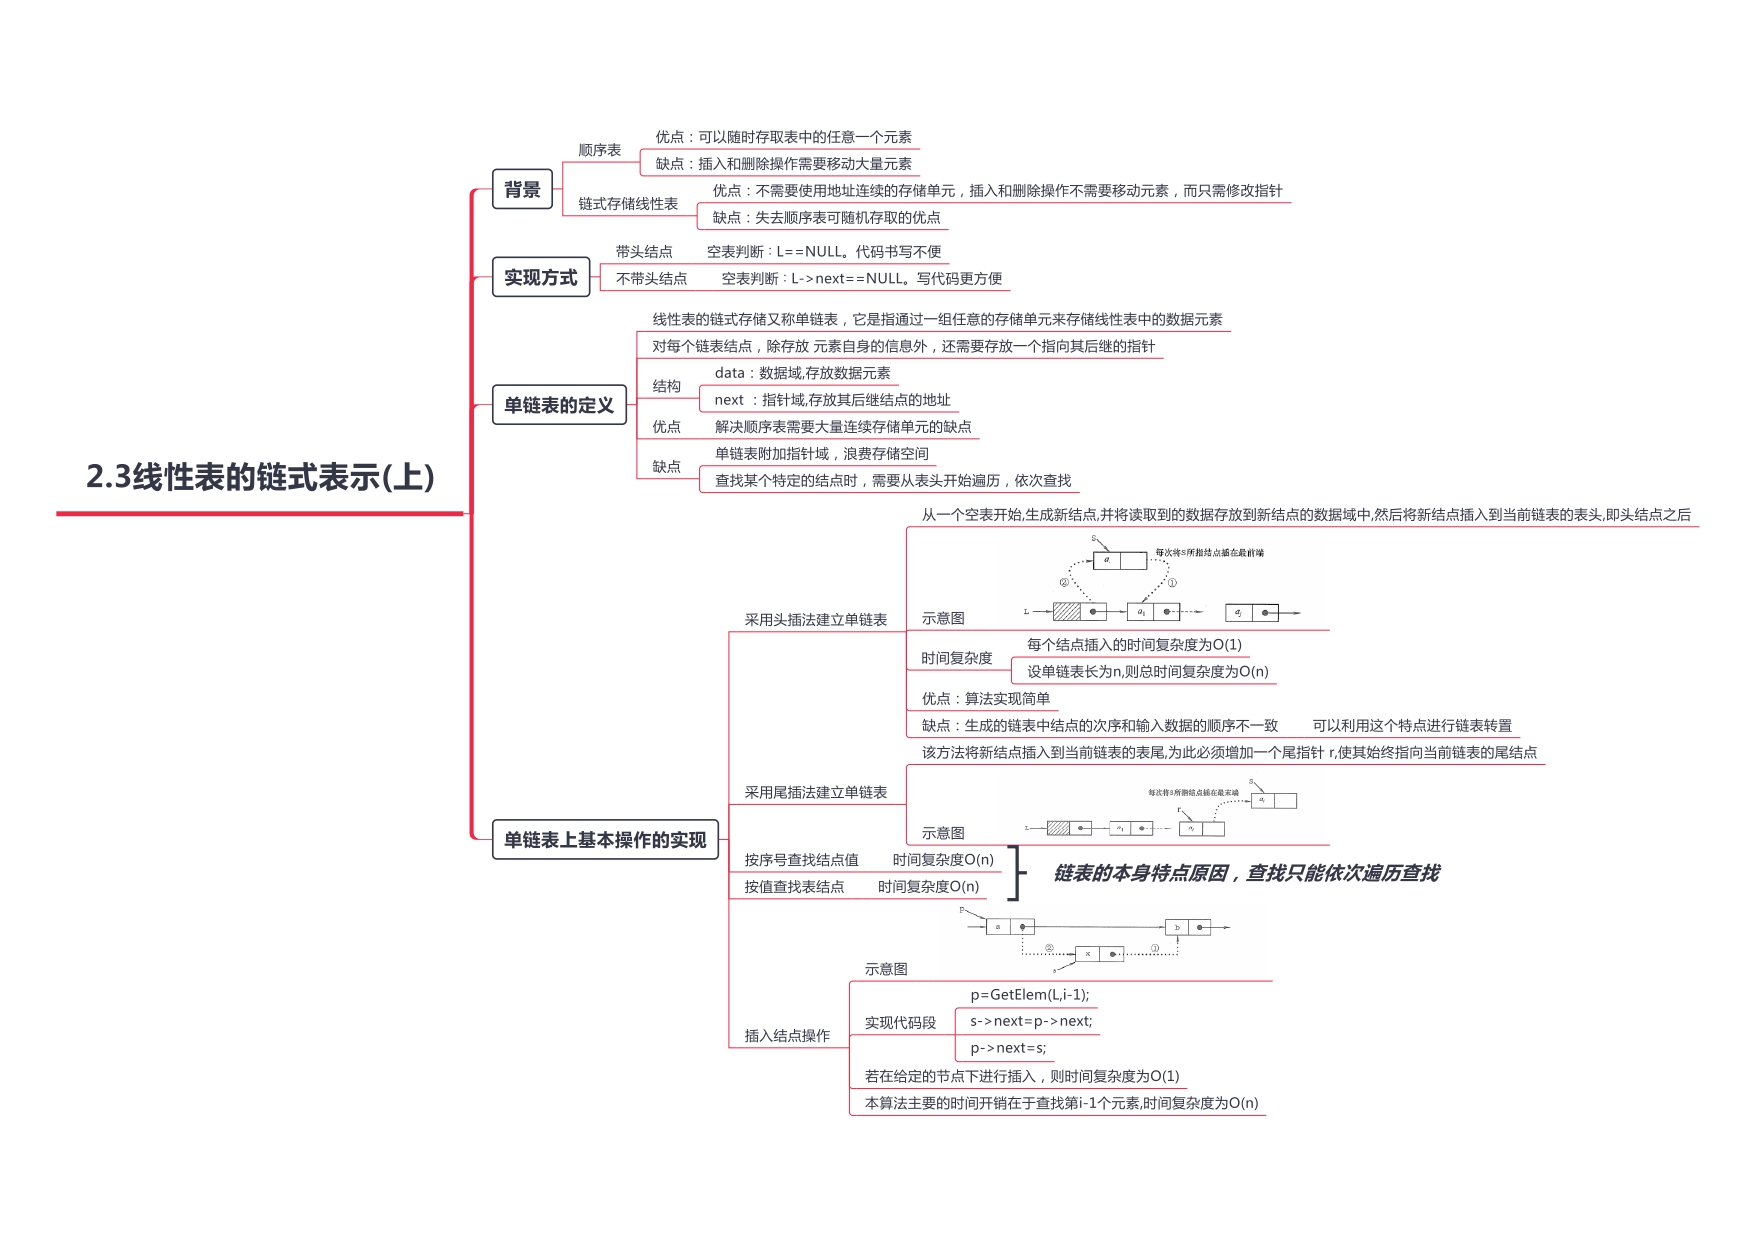 2.3线性表的链式表示(上)
背景
顺序表
优点：可以随时存取表中的任意一个元素
缺点：插入和删除操作需要移动大量元素
链式存储线性表
优点：不需要使用地址连续的存储单元，插入和删除操作不需要移动元素，而只需修改指针
缺点：失去顺序表可随机存取的优点
实现方式
带头结点 空表判断：L==NULL。代码书写不便
不带头结点 空表判断：L->next==NULL。写代码更方便
单链表的定义
线性表的链式存储又称单链表，它是指通过一组任意的存储单元来存储线性表中的数据元素
对每个链表结点，除存放 元素自身的信息外，还需要存放一个指向其后继的指针
结构
data：数据域,存放数据元素
next ：指针域,存放其后继结点的地址
优点 解决顺序表需要大量连续存储单元的缺点
缺点
单链表附加指针域，浪费存储空间
查找某个特定的结点时，需要从表头开始遍历，依次查找
单链表上基本操作的实现
采用头插法建立单链表
从一个空表开始,生成新结点,并将读取到的数据存放到新结点的数据域中,然后将新结点插入到当前链表的表头,即头结点之后
示意图
S
a
每次将S所指结点插在最前端
② ①
L a1 aj
时间复杂度
每个结点插入的时间复杂度为O(1)
设单链表长为n,则总时间复杂度为O(n)
优点：算法实现简单
缺点：生成的链表中结点的次序和输入数据的顺序不一致 可以利用这个特点进行链表转置
采用尾插法建立单链表
该方法将新结点插入到当前链表的表尾,为此必须增加一个尾指针 r,使其始终指向当前链表的尾结点
示意图
S
每次将S所指结点插在最末端 ai
r
L a1 aj
按序号查找结点值 时间复杂度O(n)
按值查找表结点 时间复杂度O(n)
链表的本身特点原因，查找只能依次遍历查找
插入结点操作
示意图
p
a b
② ①
x
s
实现代码段
p=GetElem(L,i-1);
s->next=p->next;
p->next=s;
若在给定的节点下进行插入，则时间复杂度为O(1)
本算法主要的时间开销在于查找第i-1个元素,时间复杂度为O(n)